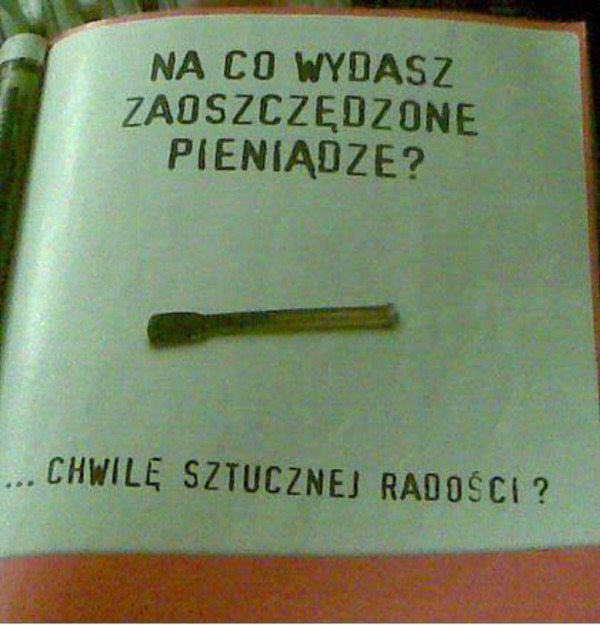 NA CO WYDASZ
ZAOSZCZĘDZONE
PIENIĄDZE?
... CHWILĘ SZTUCZNEJ RADOŚCI?